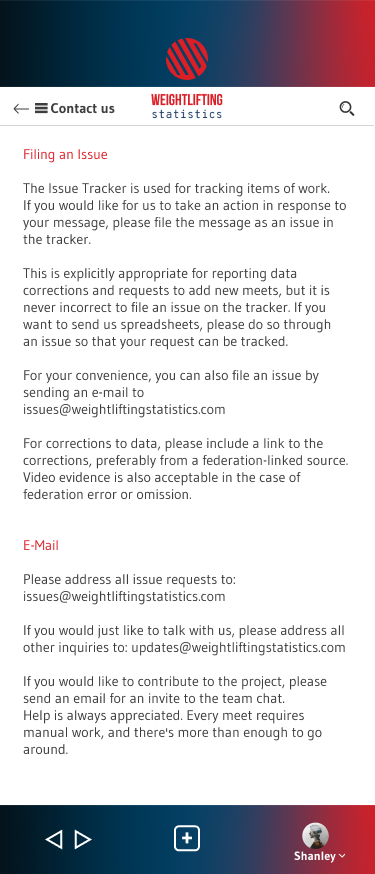 Contact us
WEIGHTLIFTING
statistics
Filing an Issue
The Issue Tracker is used for tracking items of work.
If you would like for us to take an action in response to
your message, please file the message as an issue in
the tracker.
This is explicitly appropriate for reporting data
corrections and requests to add new meets, but it is
never incorrect to file an issue on the tracker. If you
want to send us spreadsheets, please do so through
an issue so that your request can be tracked.
For your convenience, you can also file an issue by
sending an e-mail to
issues@weightliftingstatistics.com
For corrections to data, please include a link to the
corrections, preferably from a federation-linked source.
Video evidence is also acceptable in the case of
federation error or omission.
E-Mail
Please address all issue requests to:
issues@weightliftingstatistics.com
If you would just like to talk with us, please address all
other inquiries to: updates@weightliftingstatistics.com
If you would like to contribute to the project, please
send an email for an invite to the team chat.
Help is always appreciated. Every meet requires
manual work, and there's more than enough to go
around.
Shanley